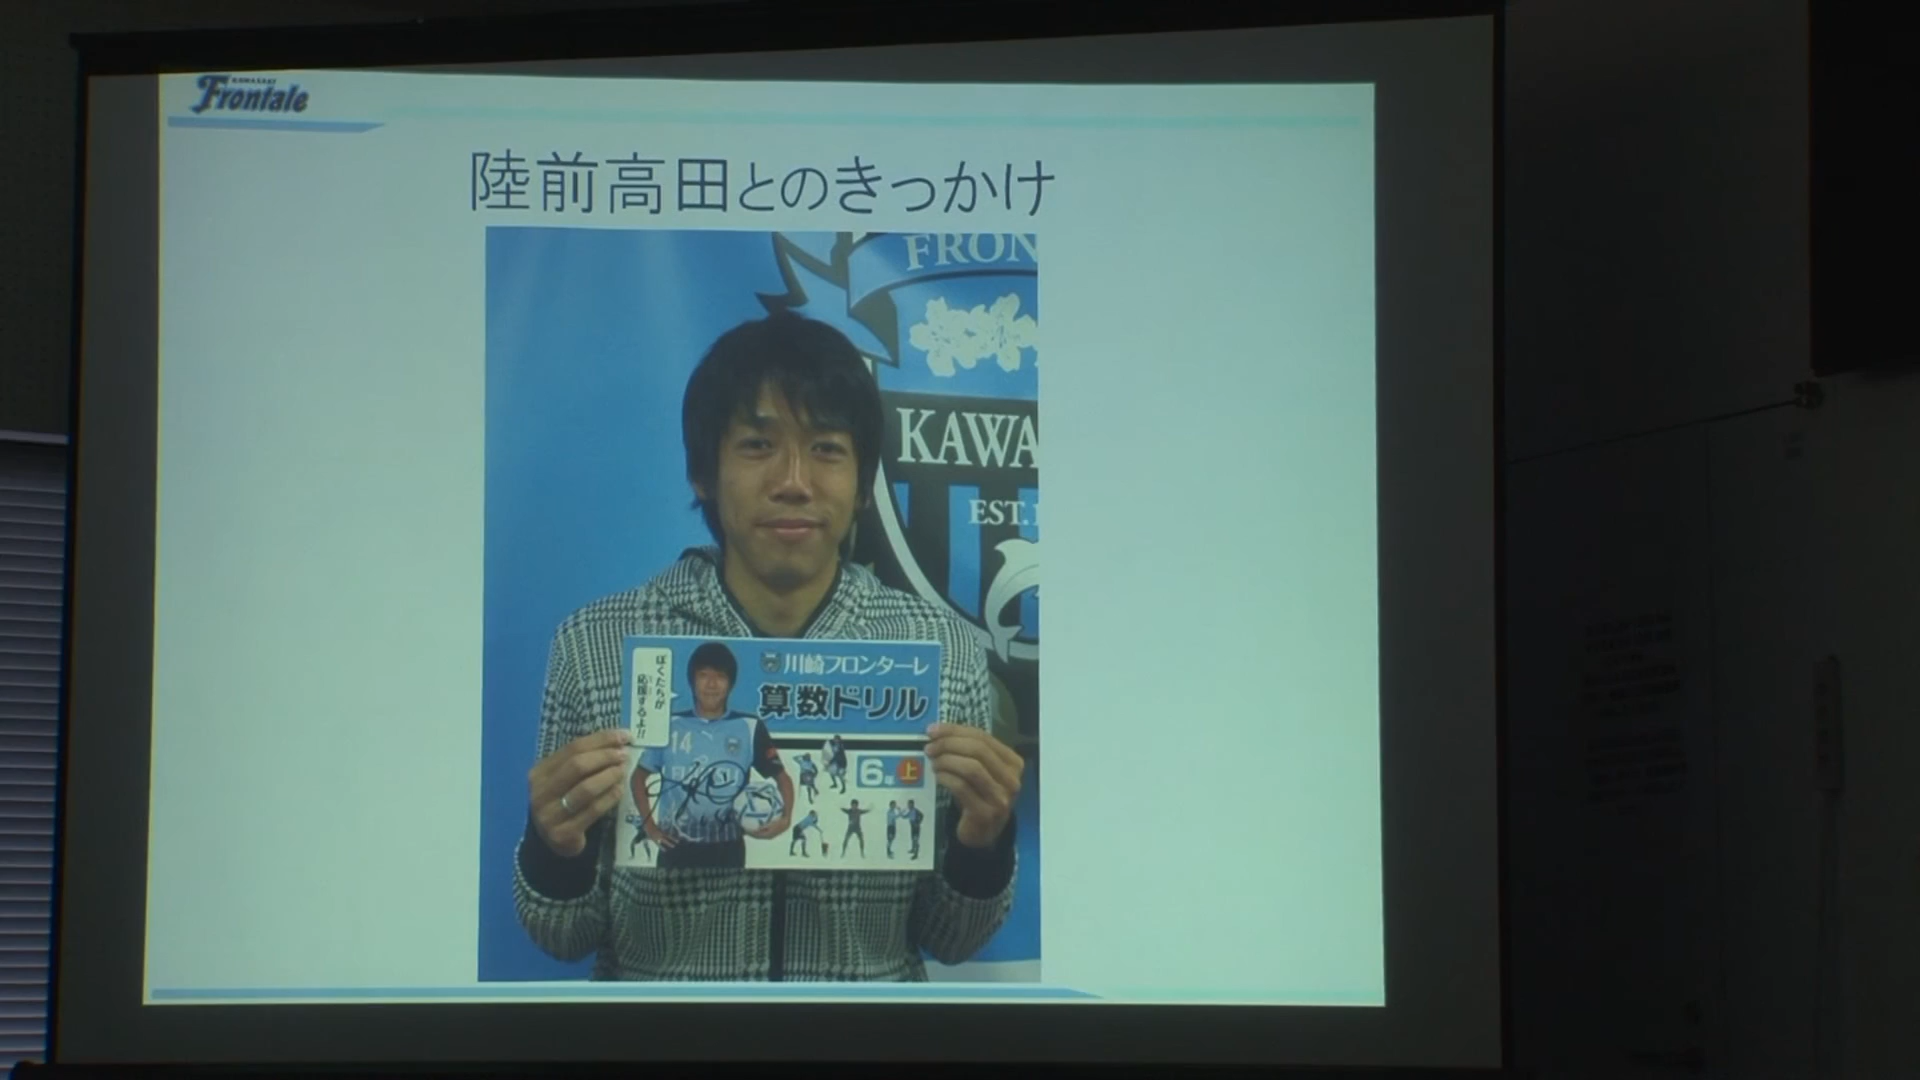 KAWASAKI
Frontale
陸前高田とのきっかけ
FRON
KAWA
EST.
ぼくたちが
応援するよ!!
川崎フロンターレ
算数ドリル
14
6年 上